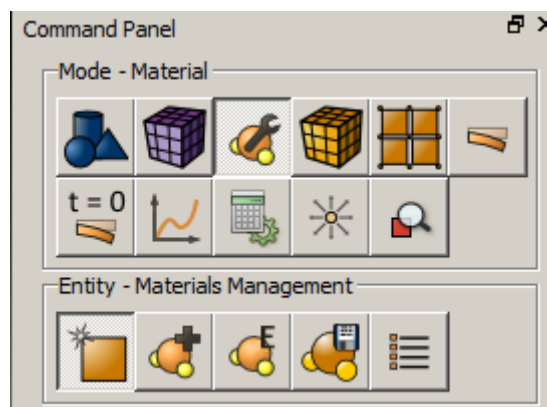 Command Panel
Mode - Material
t = 0
Entity - Materials Management
E